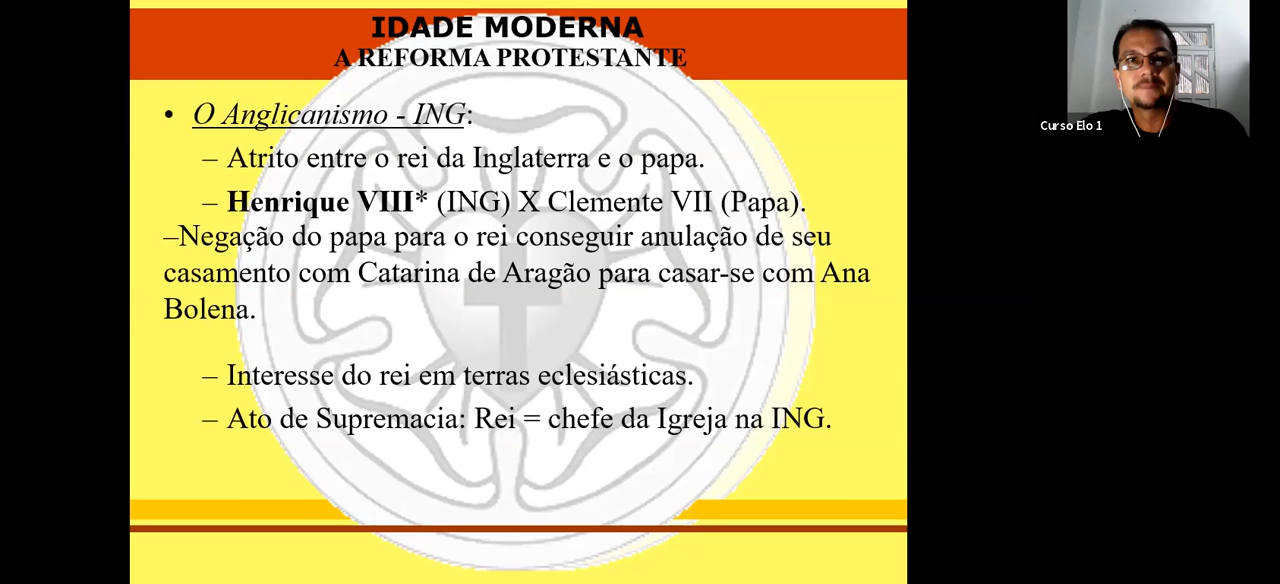 IDADE MODERNA
A REFORMA PROTESTANTE
• O Anglicanismo - ING:
– Atrito entre o rei da Inglaterra e o papa.
– Henrique VIII* (ING) X Clemente VII (Papa).
–Negação do papa para o rei conseguir anulação de seu
casamento com Catarina de Aragão para casar-se com Ana
Bolena.
– Interesse do rei em terras eclesiásticas.
– Ato de Supremacia: Rei = chefe da Igreja na ING.
Curso Elo 1